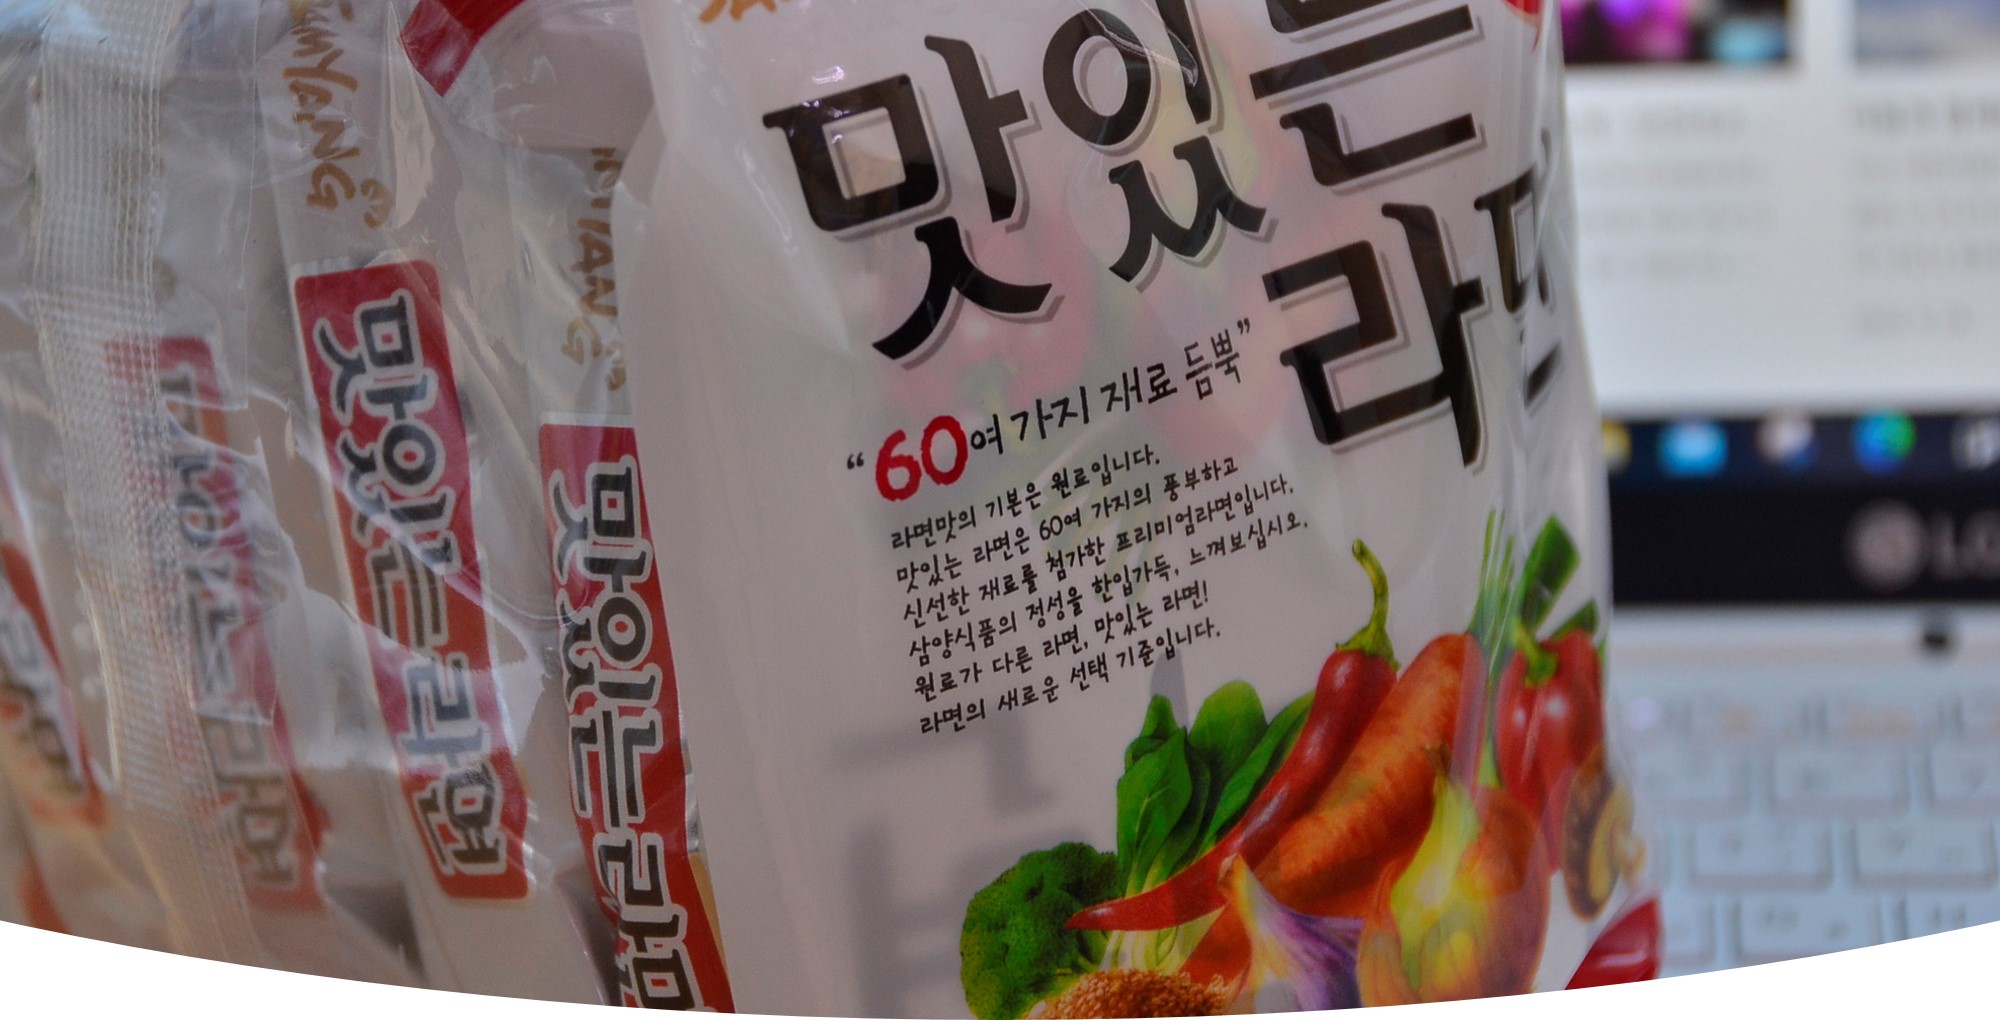 SAMYANG
맛있는라면
맛있는라면
맛있는
라면
“60여 가지 재료 듬뿍”
라면맛의 기본은 원료입니다.
맛있는 라면은 60여 가지의 풍부하고
신선한 재료를 첨가한 프리미엄라면입니다.
삼양식품의 정성을 한입가득, 느껴보십시오.
원료가 다른 라면, 맛있는 라면!
라면의 새로운 선택 기준입니다.
LG